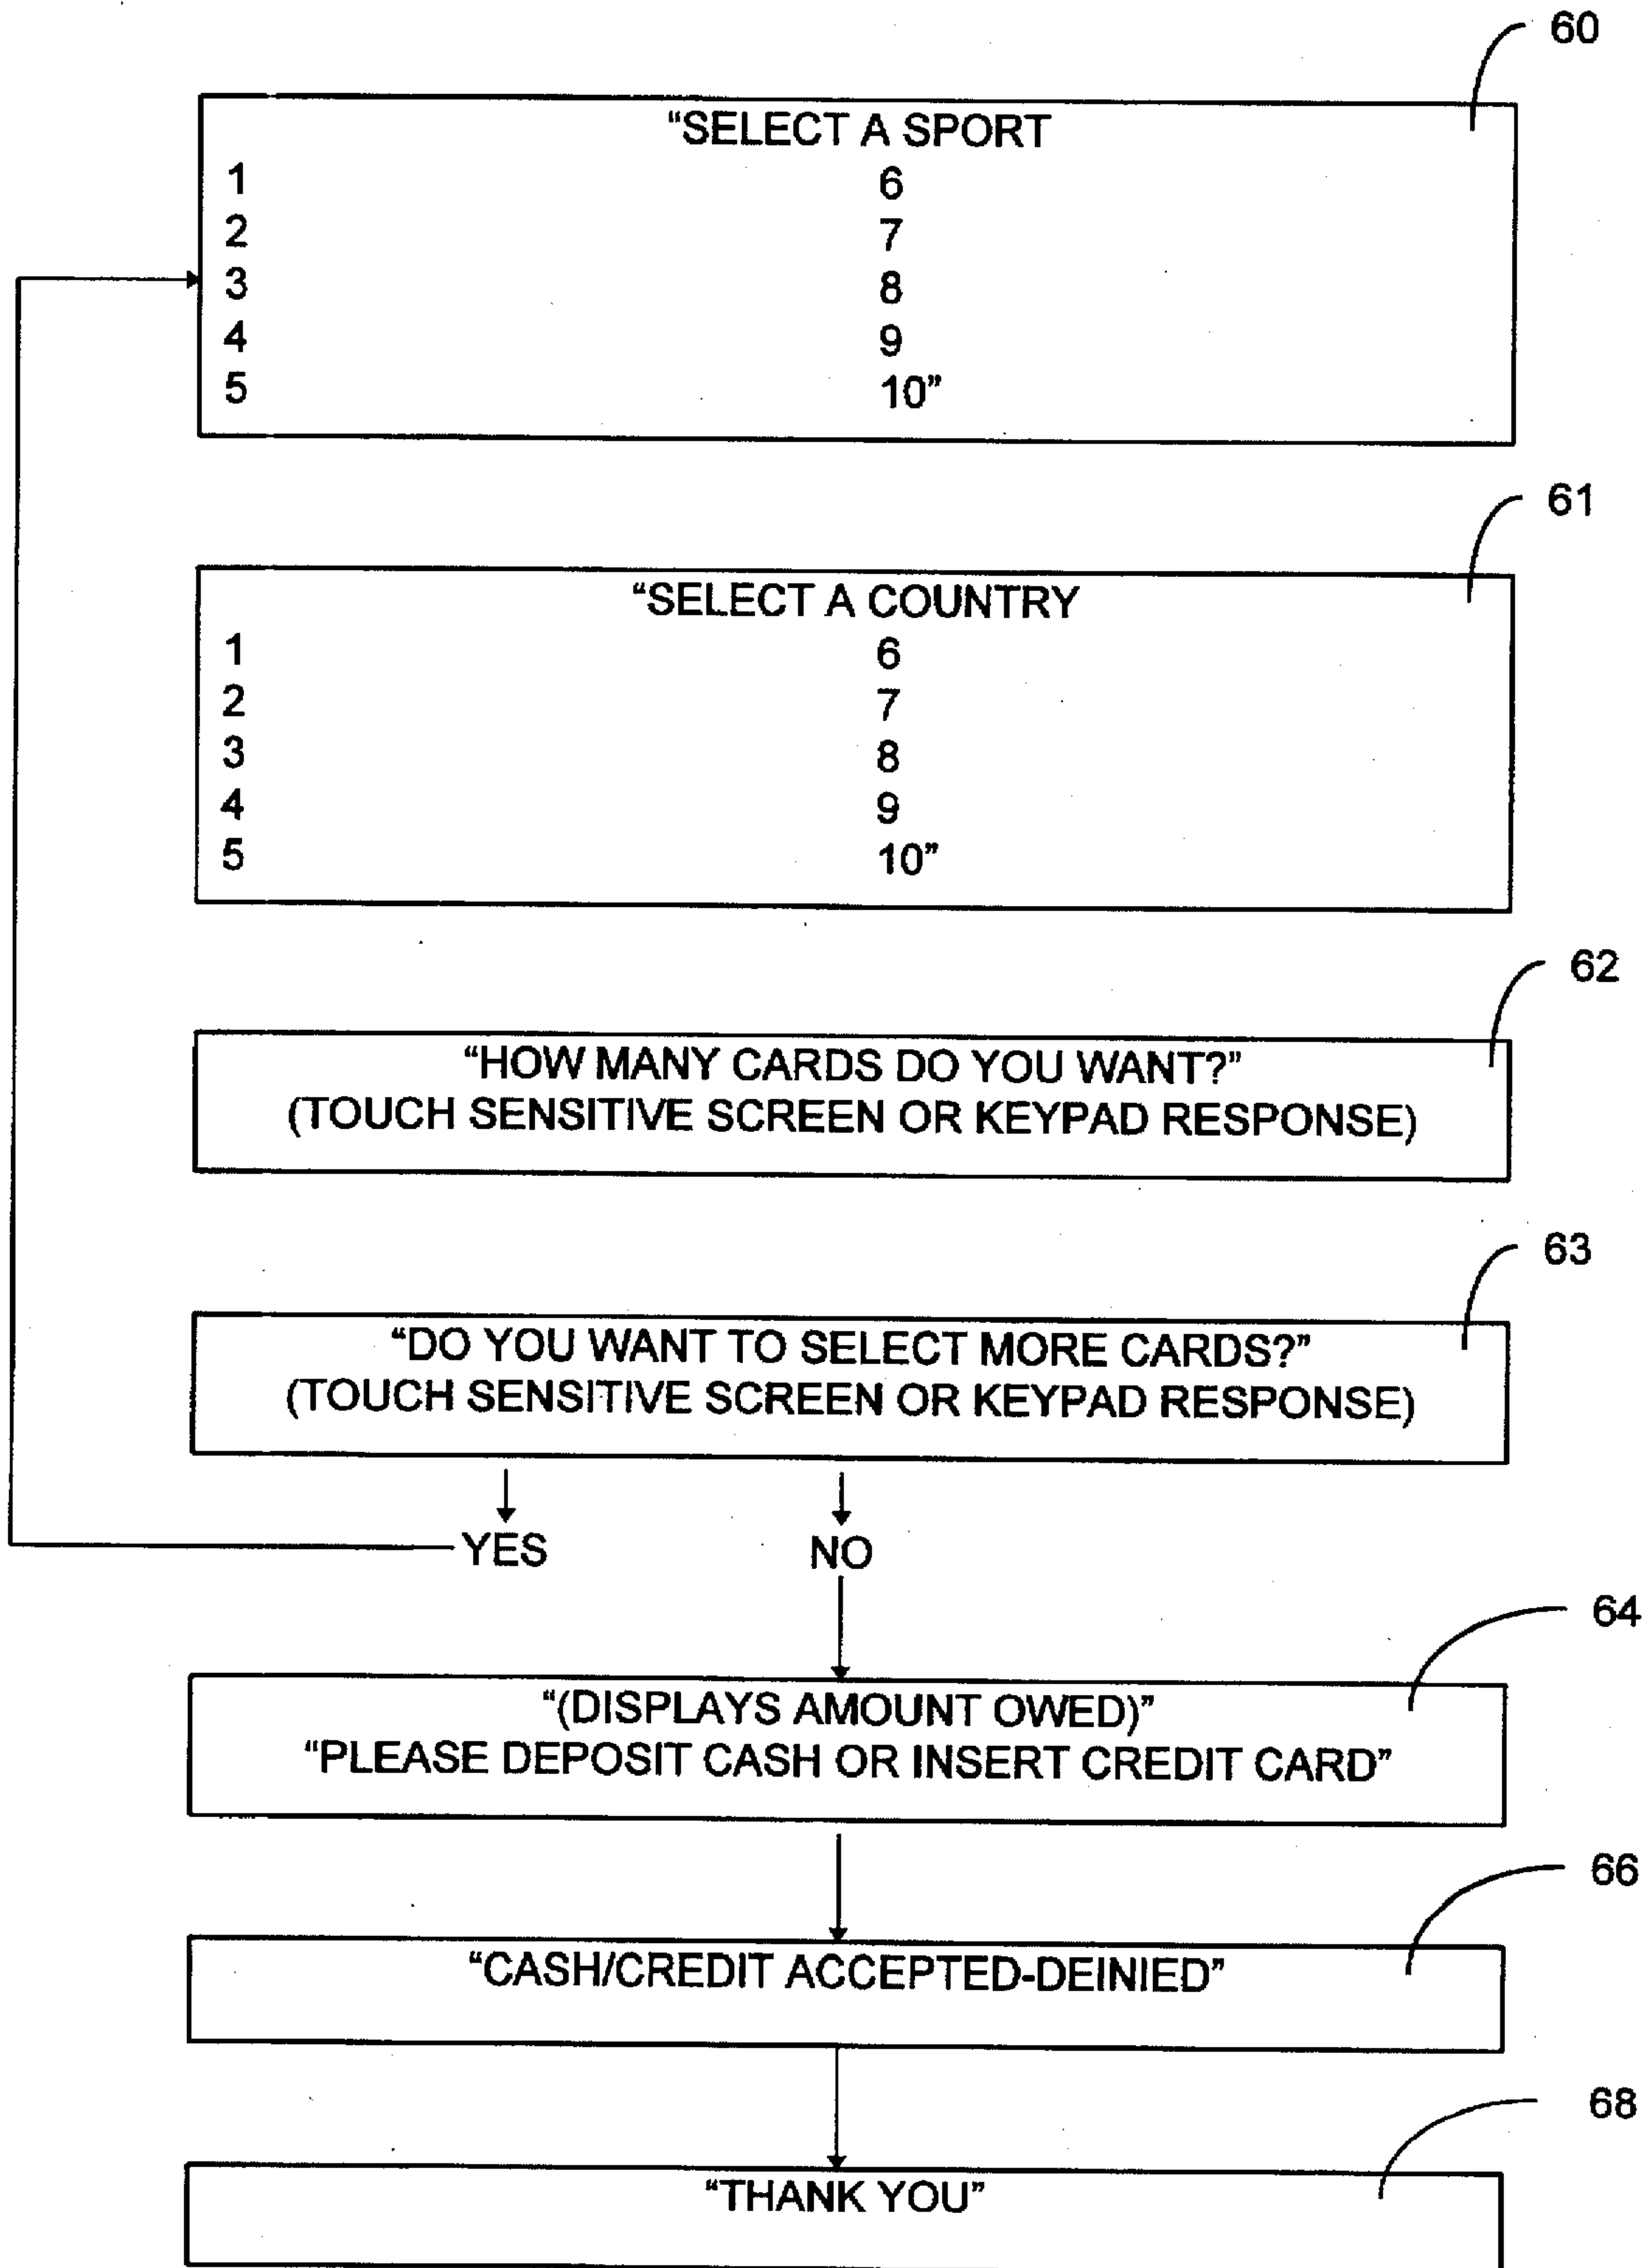 60
“SELECT A SPORT
1 6
2 7
3 8
4 9
5 10”
61
“SELECT A COUNTRY
1 6
2 7
3 8
4 9
5 10”
62
“HOW MANY CARDS DO YOU WANT?”
(TOUCH SENSITIVE SCREEN OR KEYPAD RESPONSE)
63
“DO YOU WANT TO SELECT MORE CARDS?”
(TOUCH SENSITIVE SCREEN OR KEYPAD RESPONSE)
YES NO
64
“(DISPLAYS AMOUNT OWED)”
“PLEASE DEPOSIT CASH OR INSERT CREDIT CARD”
66
“CASH/CREDIT ACCEPTED-DEINIED”
68
“THANK YOU”